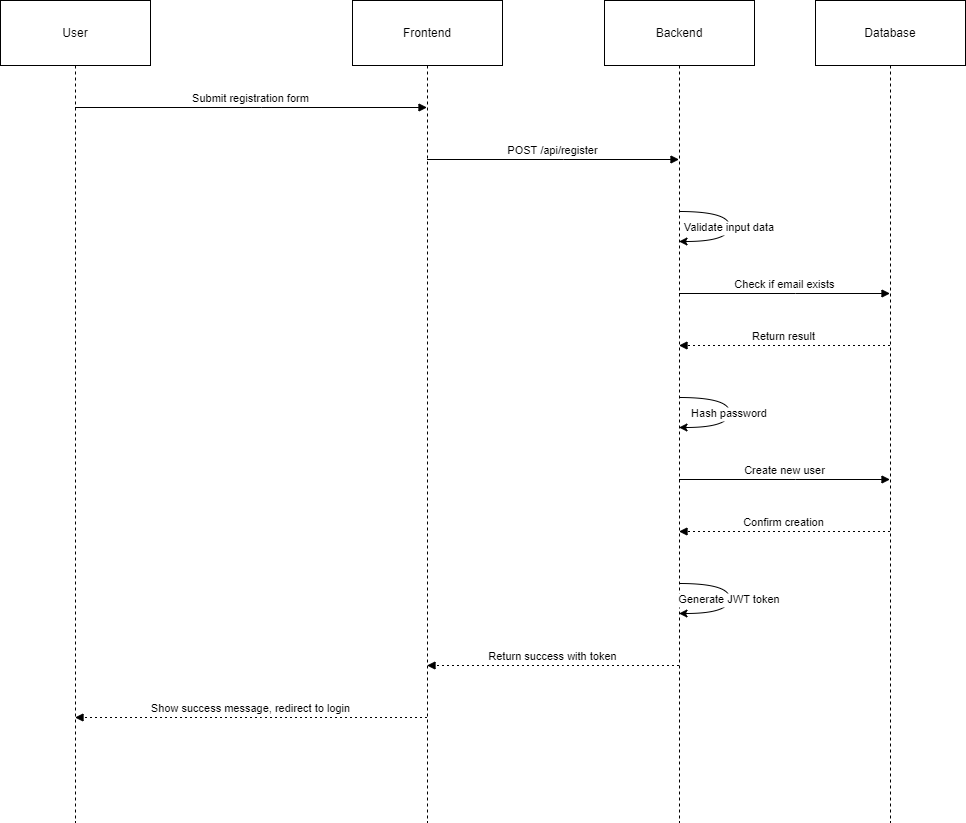 User
Frontend
Backend
Database
Submit registration form
POST /api/register
Validate input data
Check if email exists
Return result
Hash password
Create new user
Confirm creation
Generate JWT token
Return success with token
Show success message, redirect to login